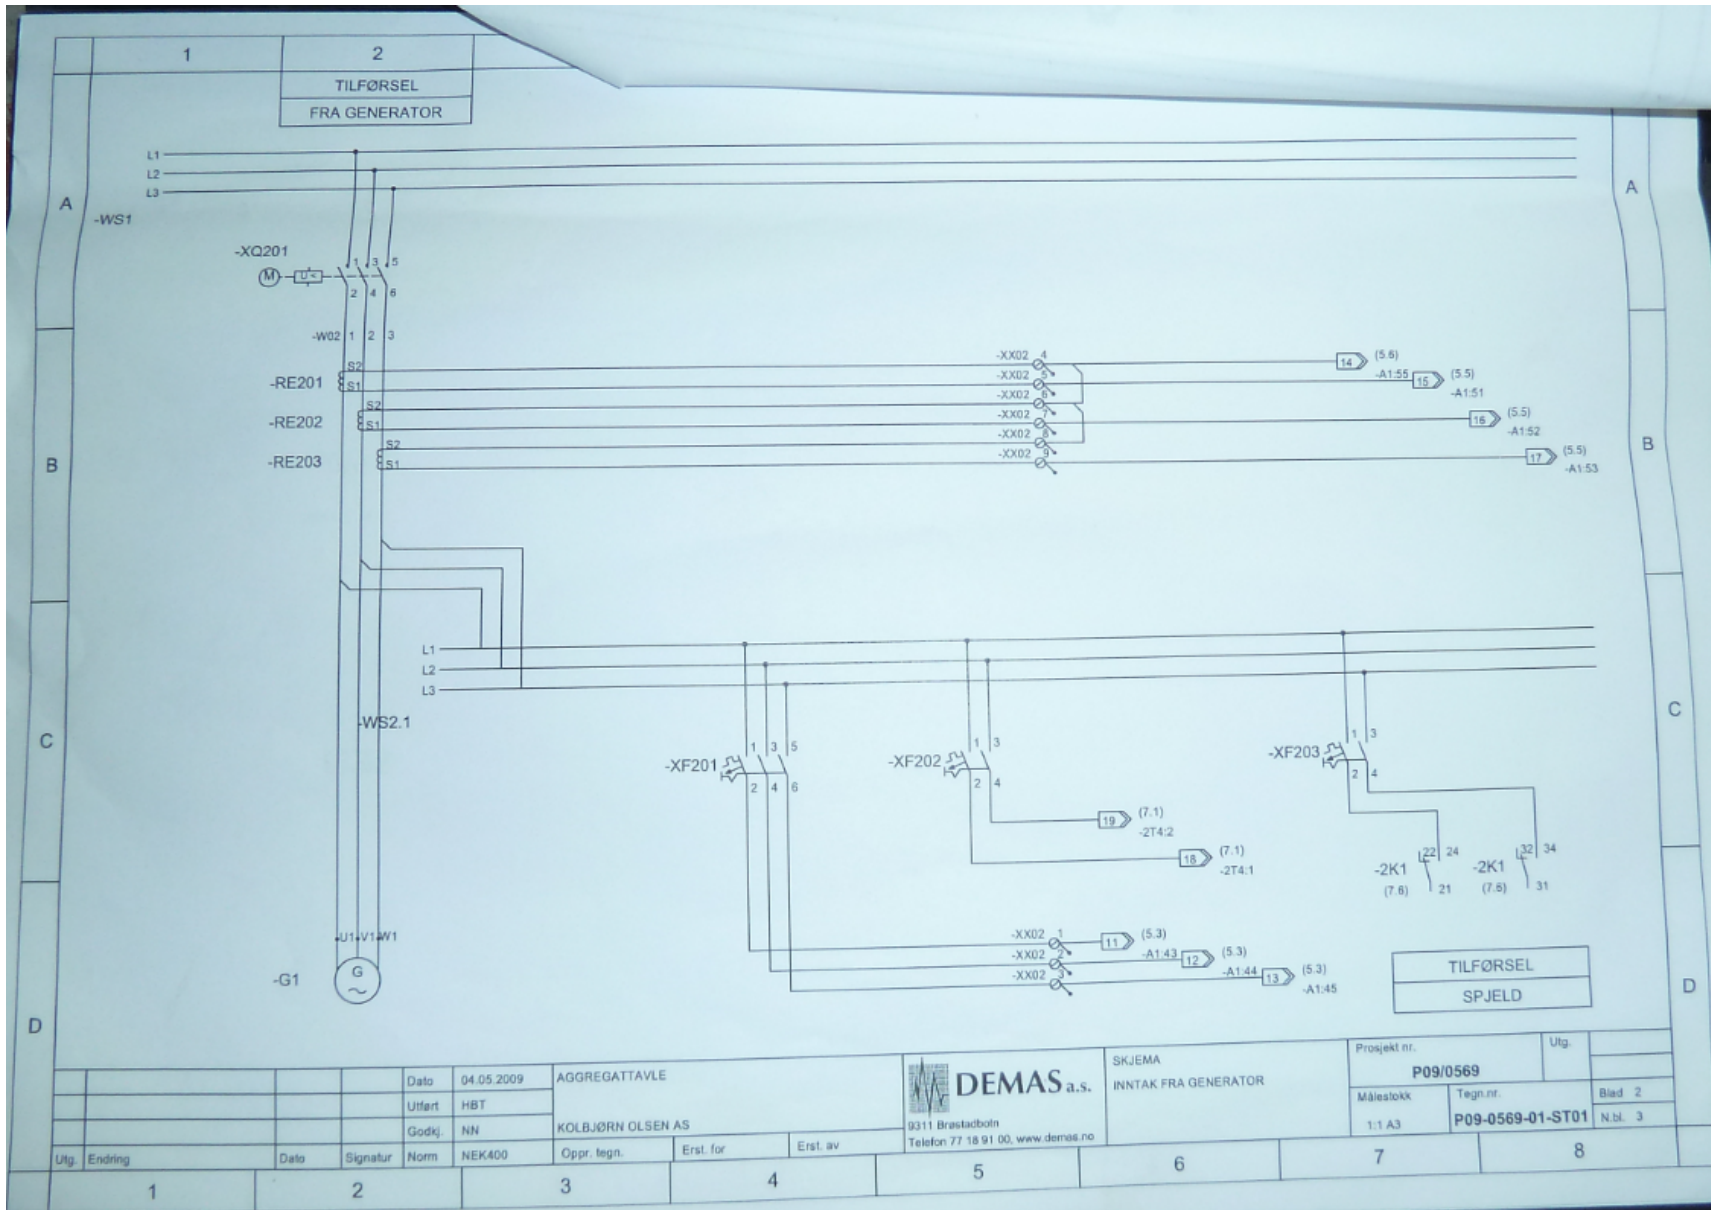 1 2
TILFØRSEL
FRA GENERATOR
L1
L2
L3
A A
-WS1
-XQ201
M U<
1 3 5
2 4 6
-W02 1 2 3
-XX02 4 14 (5.6)
-A1:55
S2
-RE201 S1
-XX02 5 15 (5.5)
-A1:51
-XX02 6
S2
-RE202 S1
-XX02 7 16 (5.5)
-A1:52
-XX02 8
S2
-RE203 S1
-XX02 9 17 (5.5)
-A1:53
B B
L1
L2
L3
-WS2.1
C C
-XF201 1 3 5
2 4 6
-XF202 1 3
2 4
-XF203 1 3
2 4
19 (7.1)
-2T4:2
18 (7.1)
-2T4:1
-2K1 22 24
(7.6) 21
-2K1 32 34
(7.6) 31
U1 V1 W1
G
-G1
-XX02 1 11 (5.3)
-A1:43
-XX02 2 12 (5.3)
-A1:44
-XX02 3 13 (5.3)
-A1:45
TILFØRSEL
SPJELD
D D
Dato 04.05.2009
Utført HBT
Godkj. NN
Utg. Endring Dato Signatur Norm NEK400
AGGREGATTAVLE
KOLBJØRN OLSEN AS
Oppr. tegn. Erst. for Erst. av
DEMAS a.s.
9311 Brøstadbotn
Telefon 77 18 91 00, www.demas.no
SKJEMA
INNTAK FRA GENERATOR
Prosjekt nr. Utg.
P09/0569
Målestokk Tegn.nr. Blad 2
1:1 A3 P09-0569-01-ST01 N.bl. 3
1 2 3 4 5 6 7 8